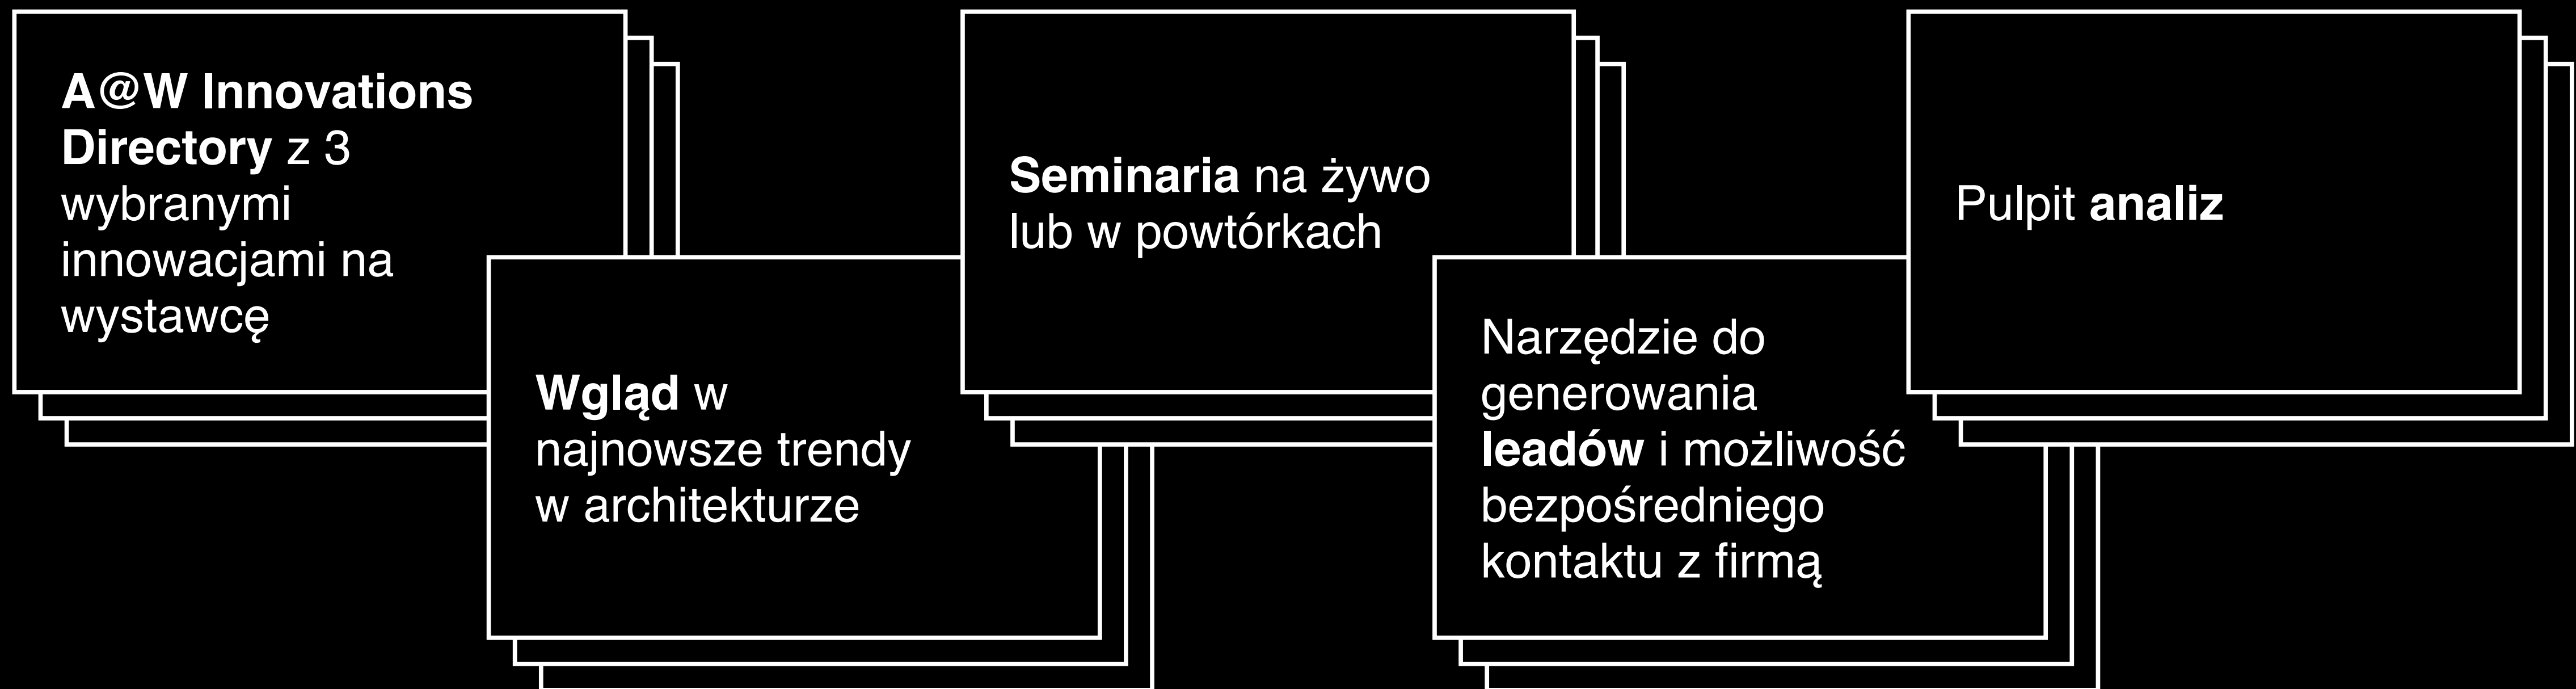 A@W Innovations
Directory z 3
wybranymi
innowacjami na
wystawcę
Wgląd w
najnowsze trendy
w architekturze
Seminaria na żywo
lub w powtórkach
Narzędzie do
generowania
leadów i możliwość
bezpośredniego
kontaktu z firmą
Pulpit analiz